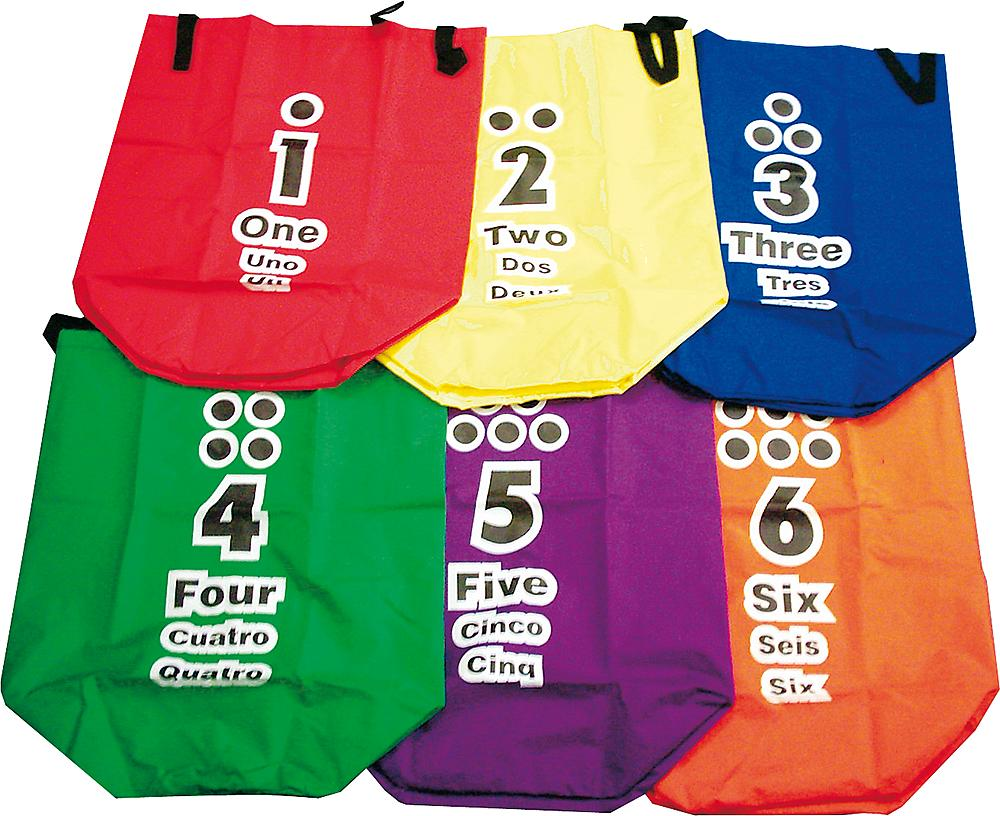 1
One
Uno
Un
2
Two
Dos
Deux
3
Three
Tres
4
Four
Cuatro
Quatro
5
Five
Cinco
Cinq
6
Six
Seis
Six